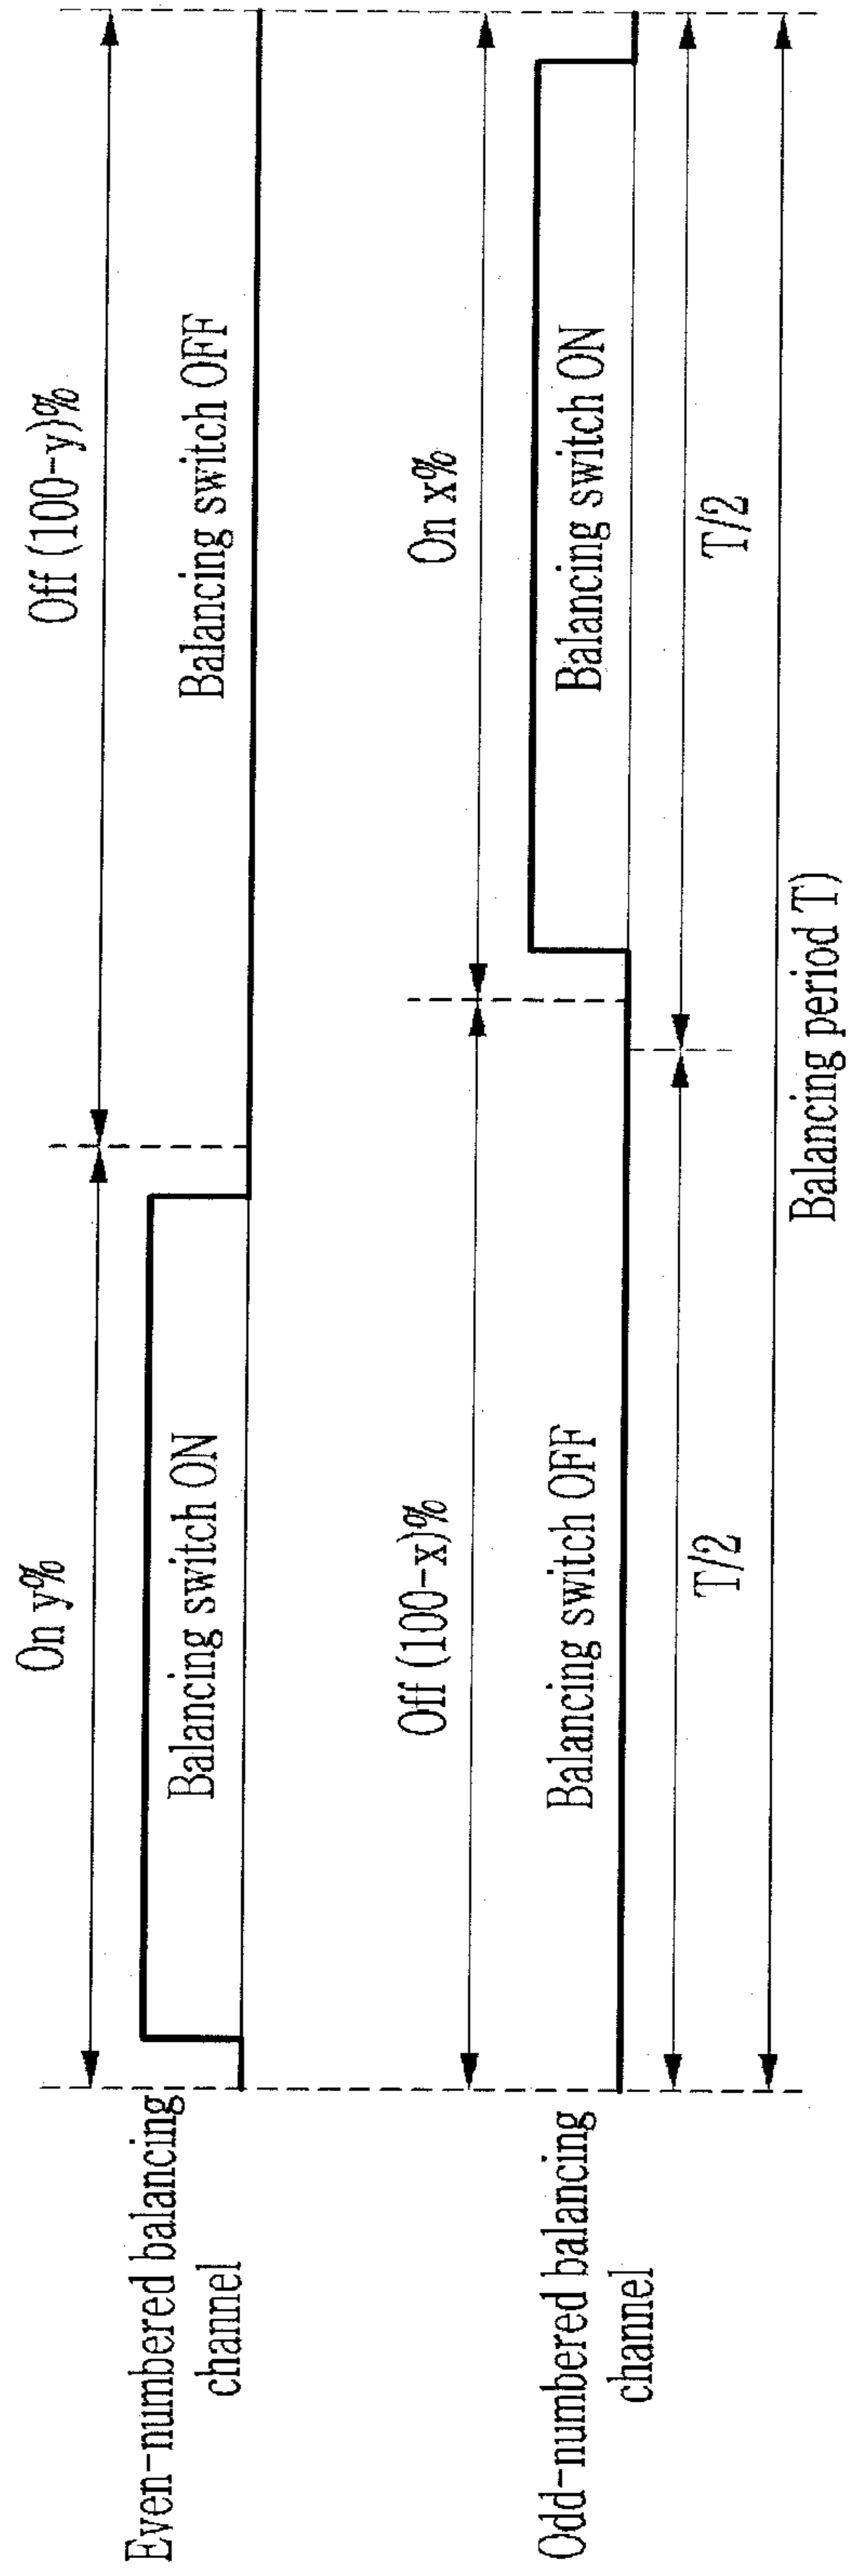 On y%
Off (100-y)%
Even-numbered balancing
channel
Balancing switch ON
Balancing switch OFF
Off (100-x)%
On x%
Odd-numbered balancing
channel
Balancing switch OFF
Balancing switch ON
T/2
T/2
Balancing period T)